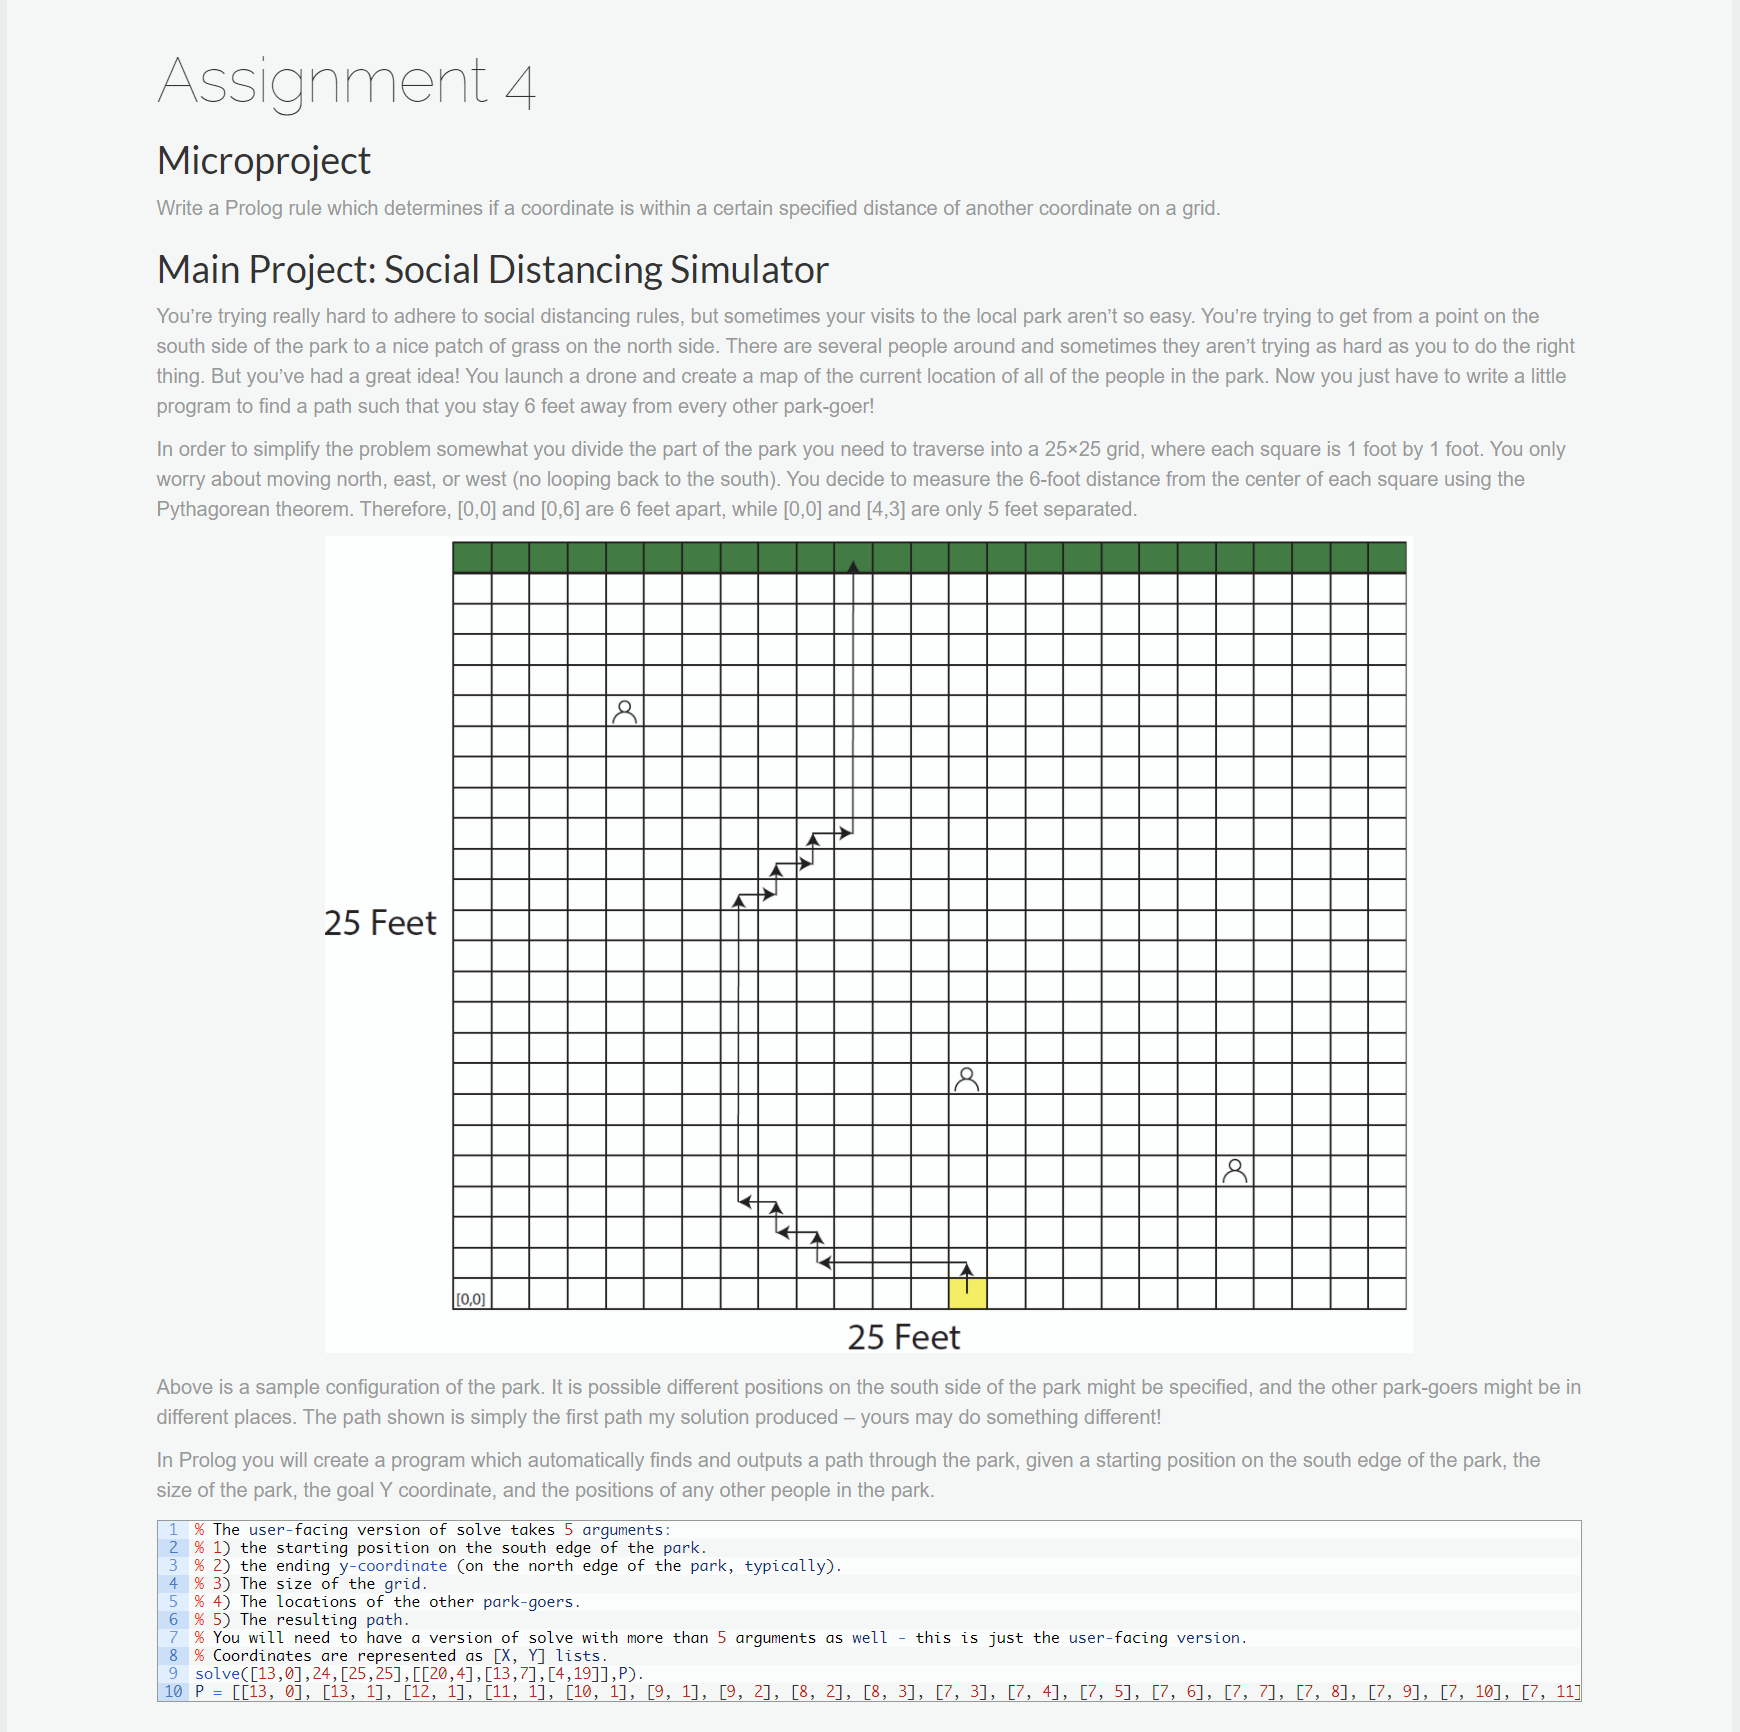 Assignment 4
Microproject
Write a Prolog rule which determines if a coordinate is within a certain specified distance of another coordinate on a grid.
Main Project: Social Distancing Simulator
You’re trying really hard to adhere to social distancing rules, but sometimes your visits to the local park aren’t so easy. You’re trying to get from a point on the
south side of the park to a nice patch of grass on the north side. There are several people around and sometimes they aren’t trying as hard as you to do the right
thing. But you’ve had a great idea! You launch a drone and create a map of the current location of all of the people in the park. Now you just have to write a little
program to find a path such that you stay 6 feet away from every other park-goer!
In order to simplify the problem somewhat you divide the part of the park you need to traverse into a 25×25 grid, where each square is 1 foot by 1 foot. You only
worry about moving north, east, or west (no looping back to the south). You decide to measure the 6-foot distance from the center of each square using the
Pythagorean theorem. Therefore, [0,0] and [0,6] are 6 feet apart, while [0,0] and [4,3] are only 5 feet separated.
25 Feet
[0,0]
25 Feet
Above is a sample configuration of the park. It is possible different positions on the south side of the park might be specified, and the other park-goers might be in
different places. The path shown is simply the first path my solution produced – yours may do something different!
In Prolog you will create a program which automatically finds and outputs a path through the park, given a starting position on the south edge of the park, the
size of the park, the goal Y coordinate, and the positions of any other people in the park.
1 % The user-facing version of solve takes 5 arguments:
2 % 1) the starting position on the south edge of the park.
3 % 2) the ending y-coordinate (on the north edge of the park, typically).
4 % 3) The size of the grid.
5 % 4) The locations of the other park-goers.
6 % 5) The resulting path.
7 % You will need to have a version of solve with more than 5 arguments as well - this is just the user-facing version.
8 % Coordinates are represented as [X, Y] lists.
9 solve([13,0],24,[25,25],[[20,4],[13,7],[4,19]],P).
10 P = [[13, 0], [13, 1], [12, 1], [11, 1], [10, 1], [9, 1], [9, 2], [8, 2], [8, 3], [7, 3], [7, 4], [7, 5], [7, 6], [7, 7], [7, 8], [7, 9], [7, 10], [7, 11]